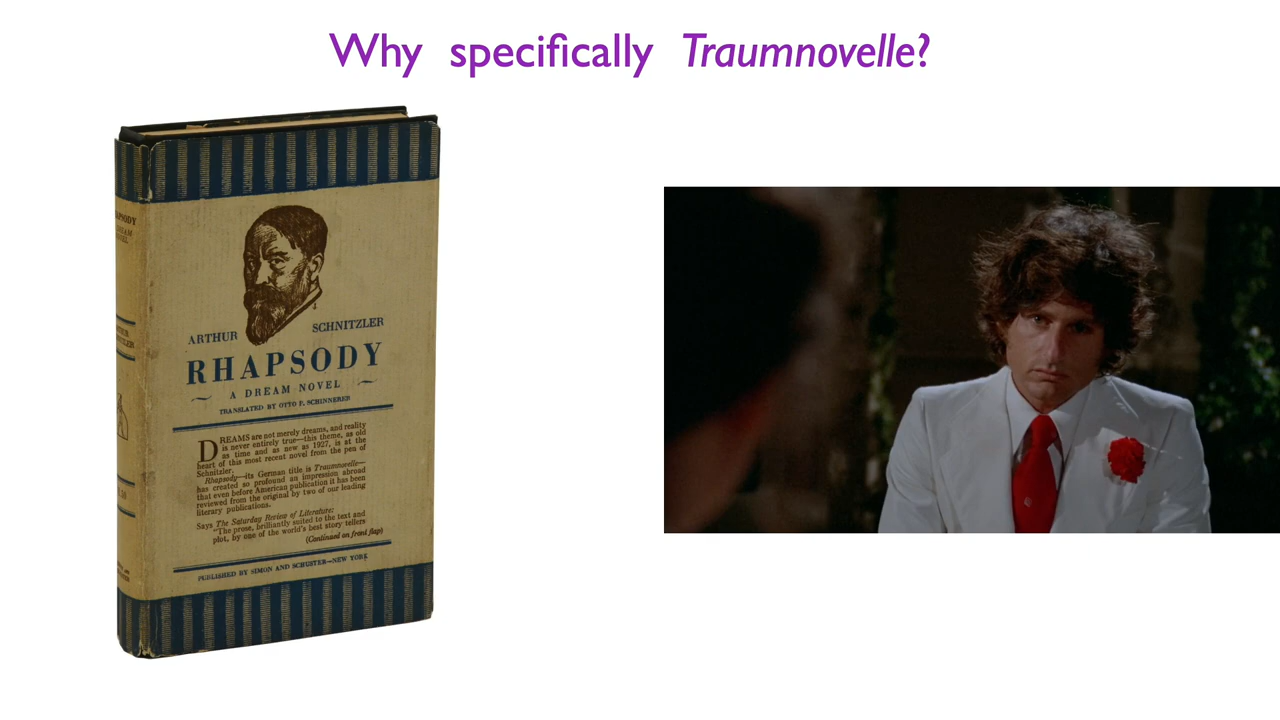 Why specifically Traumnovelle?
ARTHUR SCHNITZLER
RHAPSODY
A DREAM NOVEL
TRANSLATED BY OTTO P. SCHINNERER
DREAMS are not merely dreams, and reality
is never entirely true—this theme, as old
as time and as new as 1927, is at the
heart of this most recent novel from the pen of
Schnitzler.
Rhapsody—its German title is Traumnovelle—
has created so profound an impression abroad
that even before American publication it has been
reviewed from the original by two of our leading
literary publications.
Says The Saturday Review of Literature:
"The prose, brilliantly suited to the text and
plot, by one of the world's best story tellers
(Continued on front flap)
PUBLISHED BY SIMON AND SCHUSTER—NEW YORK